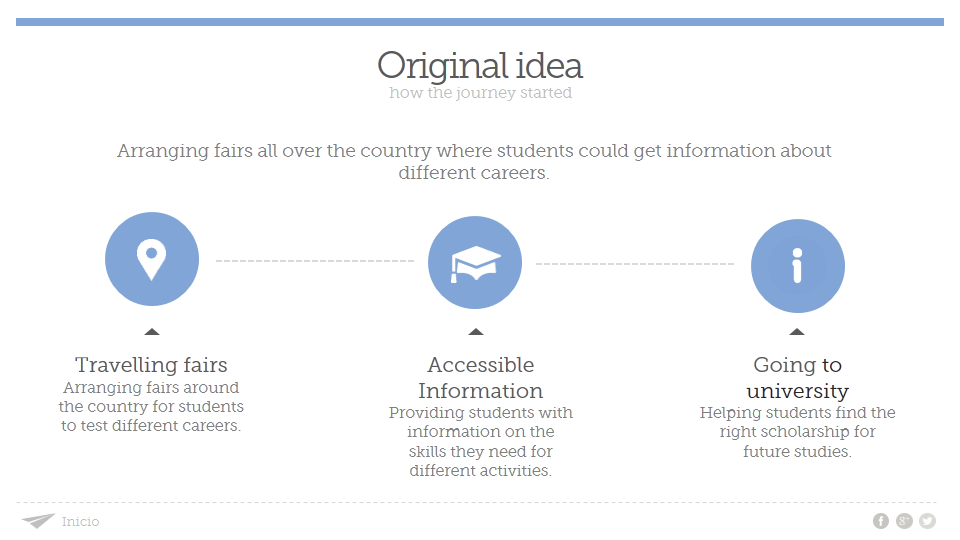 Original idea
how the journey started
Arranging fairs all over the country where students could get information about
different careers.
Travelling fairs
Arranging fairs around
the country for students
to test different careers.
Accessible
Information
Providing students with
information on the
skills they need for
different activities.
Going to
university
Helping students find the
right scholarship for
future studies.
Inicio